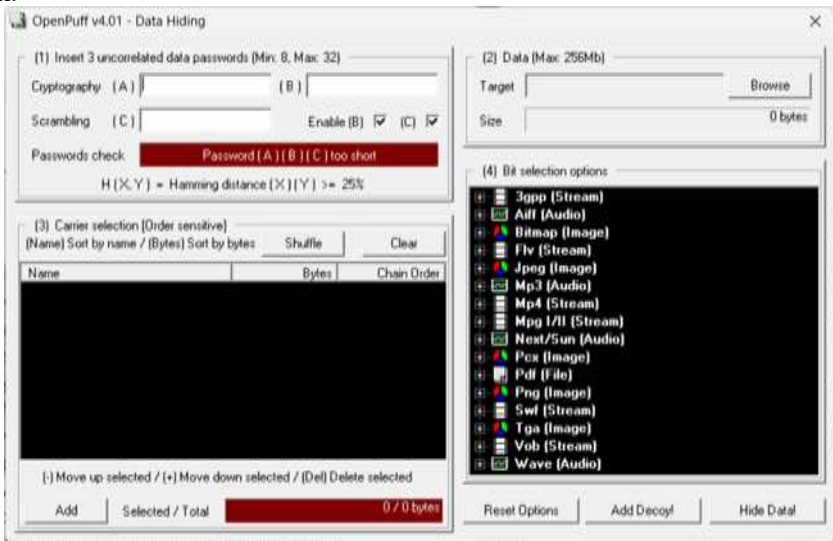 OpenPuff v4.01 - Data Hiding
(1) Insert 3 uncorrelated data passwords (Min: 8, Max: 32)
Cryptography (A) (B)
Scrambling (C) Enable (B) (C)
Passwords check Password (A) (B) (C) too short
H(X,Y) = Hamming distance (X)(Y) >= 25%
(2) Data (Max: 256Mb)
Target Browse
Size 0 bytes
(3) Carrier selection (Order sensitive)
(Name) Sort by name / (Bytes) Sort by bytes Shuffle Clear
Name Bytes Chain Order
(-) Move up selected / (+) Move down selected / (Del) Delete selected
Add Selected / Total 0 / 0 bytes
(4) Bit selection options
3gpp (Stream)
Aiff (Audio)
Bitmap (Image)
Flv (Stream)
Jpeg (Image)
Mp3 (Audio)
Mp4 (Stream)
Mpg I/II (Stream)
Next/Sun (Audio)
Pcx (Image)
Pdf (File)
Png (Image)
Swf (Stream)
Tga (Image)
Vob (Stream)
Wave (Audio)
Reset Options Add Decoy! Hide Data!